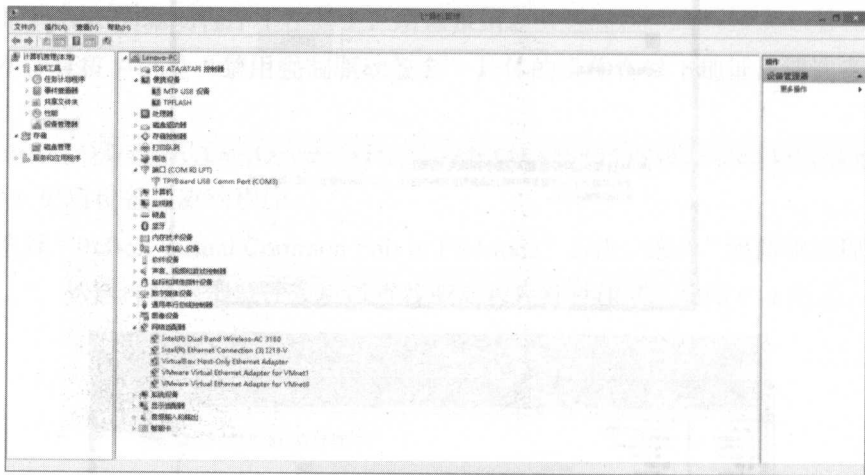 计算机管理
文件(F) 操作(A) 查看(V) 帮助(H)
计算机管理(本地)
系统工具
任务计划程序
事件查看器
共享文件夹
性能
设备管理器
存储
磁盘管理
服务和应用程序
Lenovo-PC
IDE ATA/ATAPI 控制器
便携设备
MTP USB 设备
TPFLASH
处理器
磁盘驱动器
存储控制器
打印队列
电池
端口 (COM 和 LPT)
TPYBoard USB Comm Port (COM3)
计算机
监视器
键盘
蓝牙
内存技术设备
人体学输入设备
软件设备
声音、视频和游戏控制器
鼠标和其他指针设备
数字媒体设备
通用串行总线控制器
图像设备
网络适配器
Intel(R) Dual Band Wireless-AC 3160
Intel(R) Ethernet Connection (3) I218-V
VirtualBox Host-Only Ethernet Adapter
VMware Virtual Ethernet Adapter for VMnet1
VMware Virtual Ethernet Adapter for VMnet8
系统设备
显示适配器
音频输入和输出
智能卡
操作
设备管理器
更多操作